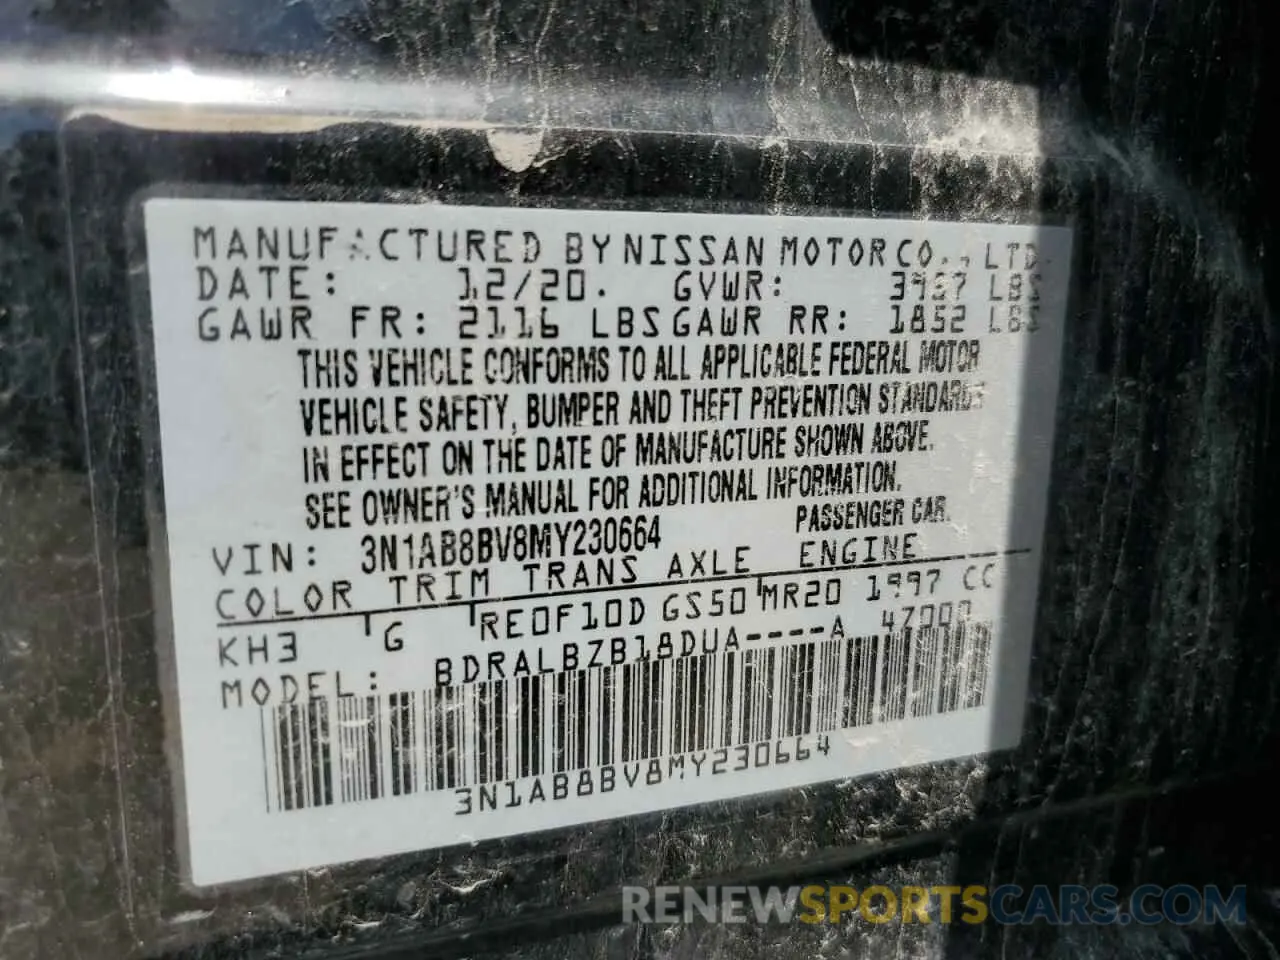 MANUFACTURED BY NISSAN MOTOR CO., LTD.
DATE: 12/20. GVWR: LBS
GAWR FR: 2116 LBS GAWR RR: 1852 LBS
THIS VEHICLE CONFORMS TO ALL APPLICABLE FEDERAL MOTOR
VEHICLE SAFETY, BUMPER AND THEFT PREVENTION STANDARDS
IN EFFECT ON THE DATE OF MANUFACTURE SHOWN ABOVE.
SEE OWNER'S MANUAL FOR ADDITIONAL INFORMATION.
VIN: 3N1AB8BV8MY230664 PASSENGER CAR.
COLOR TRIM TRANS AXLE ENGINE
KH3 G RE0F10D GS50 MR20 1997 CC
MODEL: BDRALBZB18DUA----A 47000
3N1AB8BV8MY230664
RENEWSPORTSCARS.COM